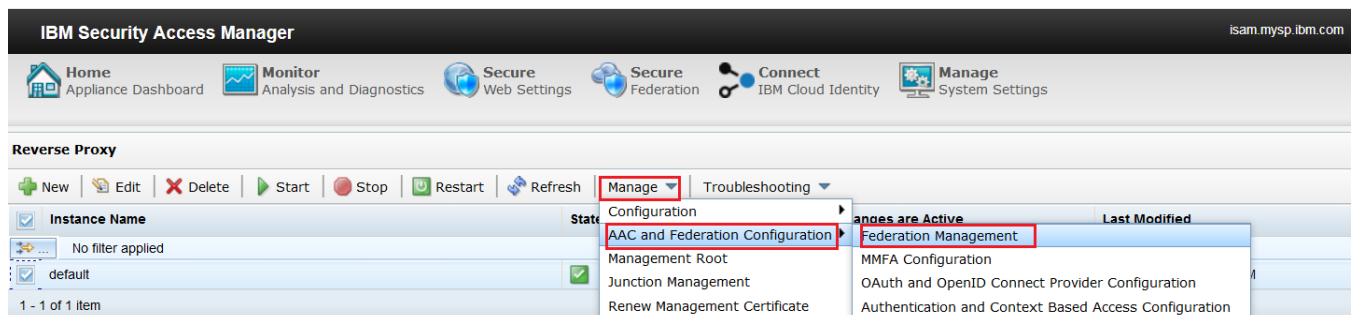 IBM Security Access Manager isam.mysp.ibm.com
Home Monitor Secure Secure Connect Manage
Appliance Dashboard Analysis and Diagnostics Web Settings Federation IBM Cloud Identity System Settings
Reverse Proxy
New Edit Delete Start Stop Restart Refresh Manage Troubleshooting
Instance Name State Configuration anges are Active Last Modified
... No filter applied AAC and Federation Configuration Federation Management
Management Root MMFA Configuration
default Junction Management OAuth and OpenID Connect Provider Configuration M
1 - 1 of 1 item Renew Management Certificate Authentication and Context Based Access Configuration